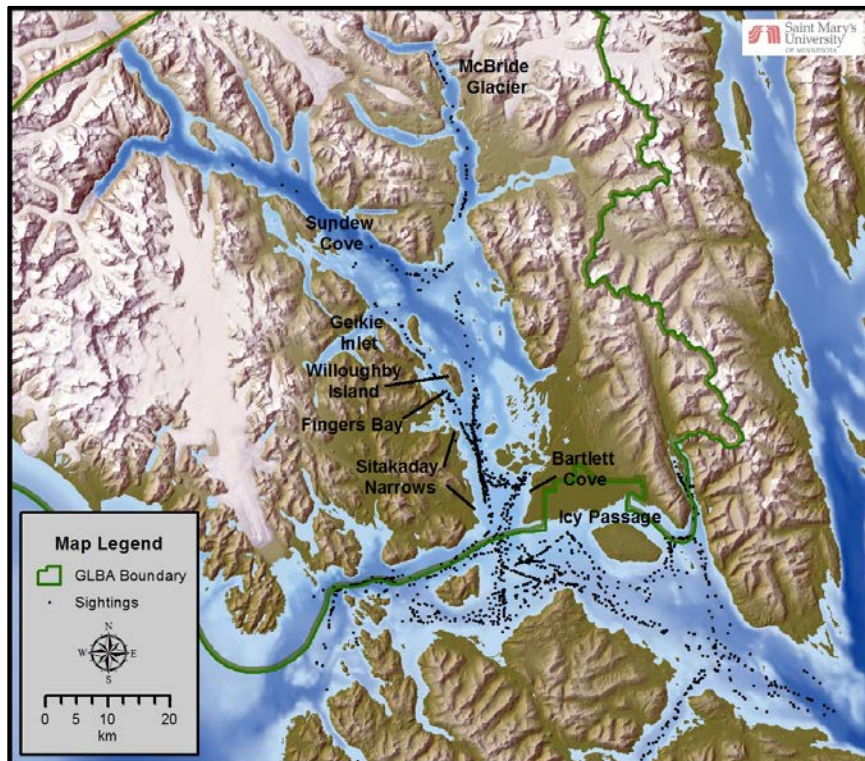 Saint Mary's
University
OF MINNESOTA
McBride
Glacier
Sundew
Cove
Geikie
Inlet
Willoughby
Island
Fingers Bay
Sitakaday
Narrows
Bartlett
Cove
Icy Passage
Map Legend
GLBA Boundary
Sightings
N
W E
S
0 5 10 20
km